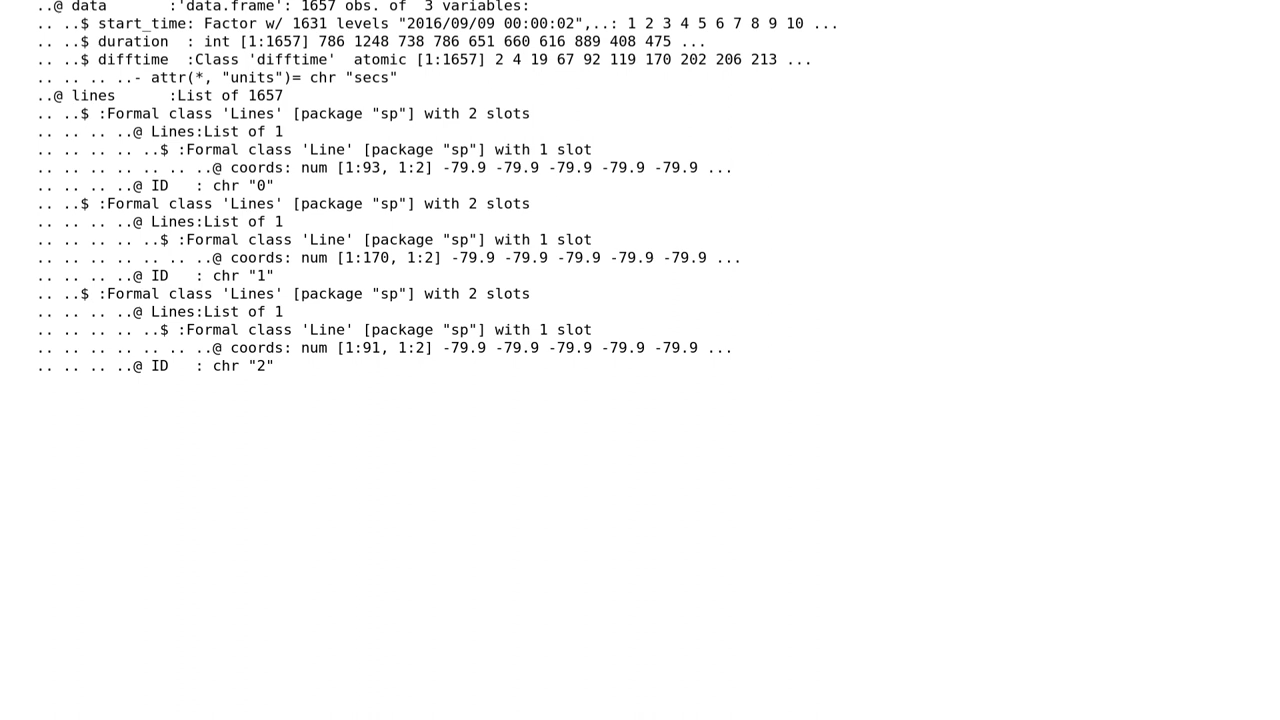 ..@ data       :'data.frame': 1657 obs. of  3 variables:
.. ..$ start_time: Factor w/ 1631 levels "2016/09/09 00:00:02",..: 1 2 3 4 5 6 7 8 9 10 ...
.. ..$ duration  : int [1:1657] 786 1248 738 786 651 660 616 889 408 475 ...
.. ..$ difftime  :Class 'difftime'  atomic [1:1657] 2 4 19 67 92 119 170 202 206 213 ...
.. .. .. ..- attr(*, "units")= chr "secs"
..@ lines      :List of 1657
.. ..$ :Formal class 'Lines' [package "sp"] with 2 slots
.. .. .. ..@ Lines:List of 1
.. .. .. .. .. ..$ :Formal class 'Line' [package "sp"] with 1 slot
.. .. .. .. .. .. .. ..@ coords: num [1:93, 1:2] -79.9 -79.9 -79.9 -79.9 -79.9 ...
.. .. .. ..@ ID   : chr "0"
.. ..$ :Formal class 'Lines' [package "sp"] with 2 slots
.. .. .. ..@ Lines:List of 1
.. .. .. .. .. ..$ :Formal class 'Line' [package "sp"] with 1 slot
.. .. .. .. .. .. .. ..@ coords: num [1:170, 1:2] -79.9 -79.9 -79.9 -79.9 -79.9 ...
.. .. .. ..@ ID   : chr "1"
.. ..$ :Formal class 'Lines' [package "sp"] with 2 slots
.. .. .. ..@ Lines:List of 1
.. .. .. .. .. ..$ :Formal class 'Line' [package "sp"] with 1 slot
.. .. .. .. .. .. .. ..@ coords: num [1:91, 1:2] -79.9 -79.9 -79.9 -79.9 -79.9 ...
.. .. .. ..@ ID   : chr "2"